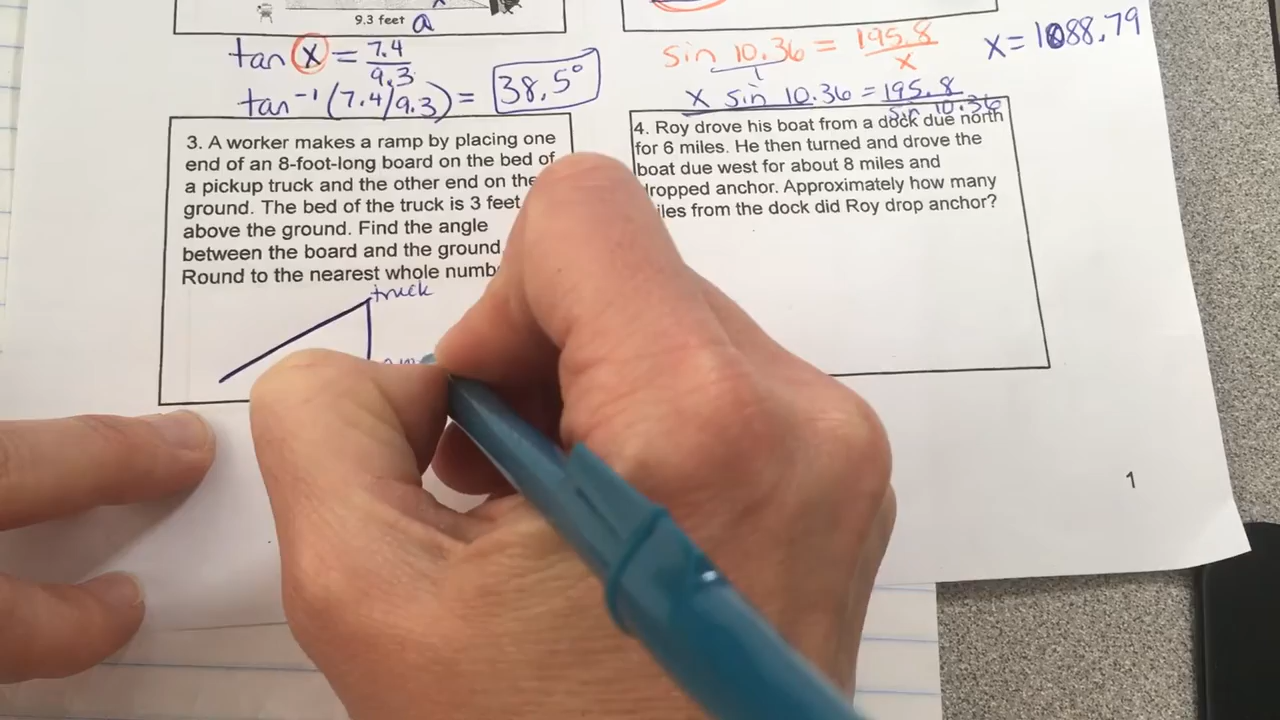 9.3 feet a
tan x = 7.4
9.3
tan⁻¹ (7.4/9.3) = 38.5°
sin 10.36 = 195.8
x
x sin 10.36 = 195.8
sin 10.36
x = 1088.79
3. A worker makes a ramp by placing one
end of an 8-foot-long board on the bed of
a pickup truck and the other end on the
ground. The bed of the truck is 3 feet
above the ground. Find the angle
between the board and the ground
Round to the nearest whole numb
truck
4. Roy drove his boat from a dock due north
for 6 miles. He then turned and drove the
boat due west for about 8 miles and
dropped anchor. Approximately how many
iles from the dock did Roy drop anchor?
1